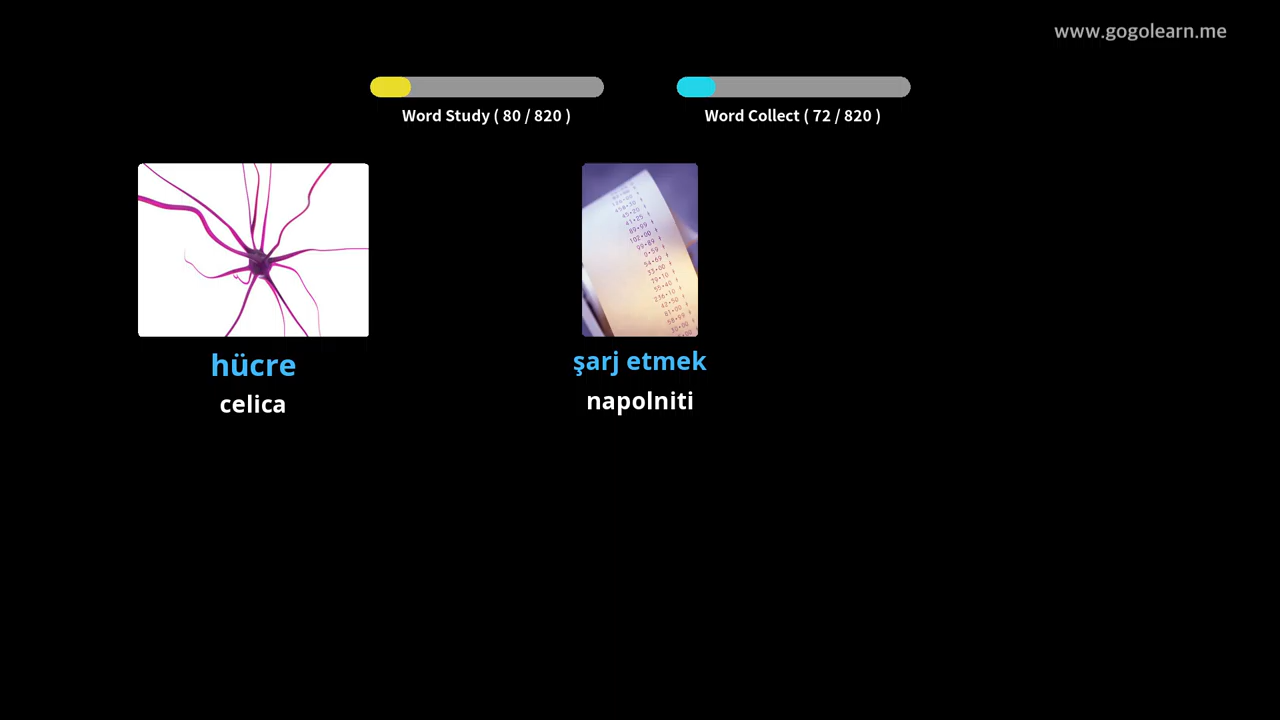 www.gogolearn.me
Word Study ( 80 / 820 )
Word Collect ( 72 / 820 )
hücre
celica
şarj etmek
napolniti